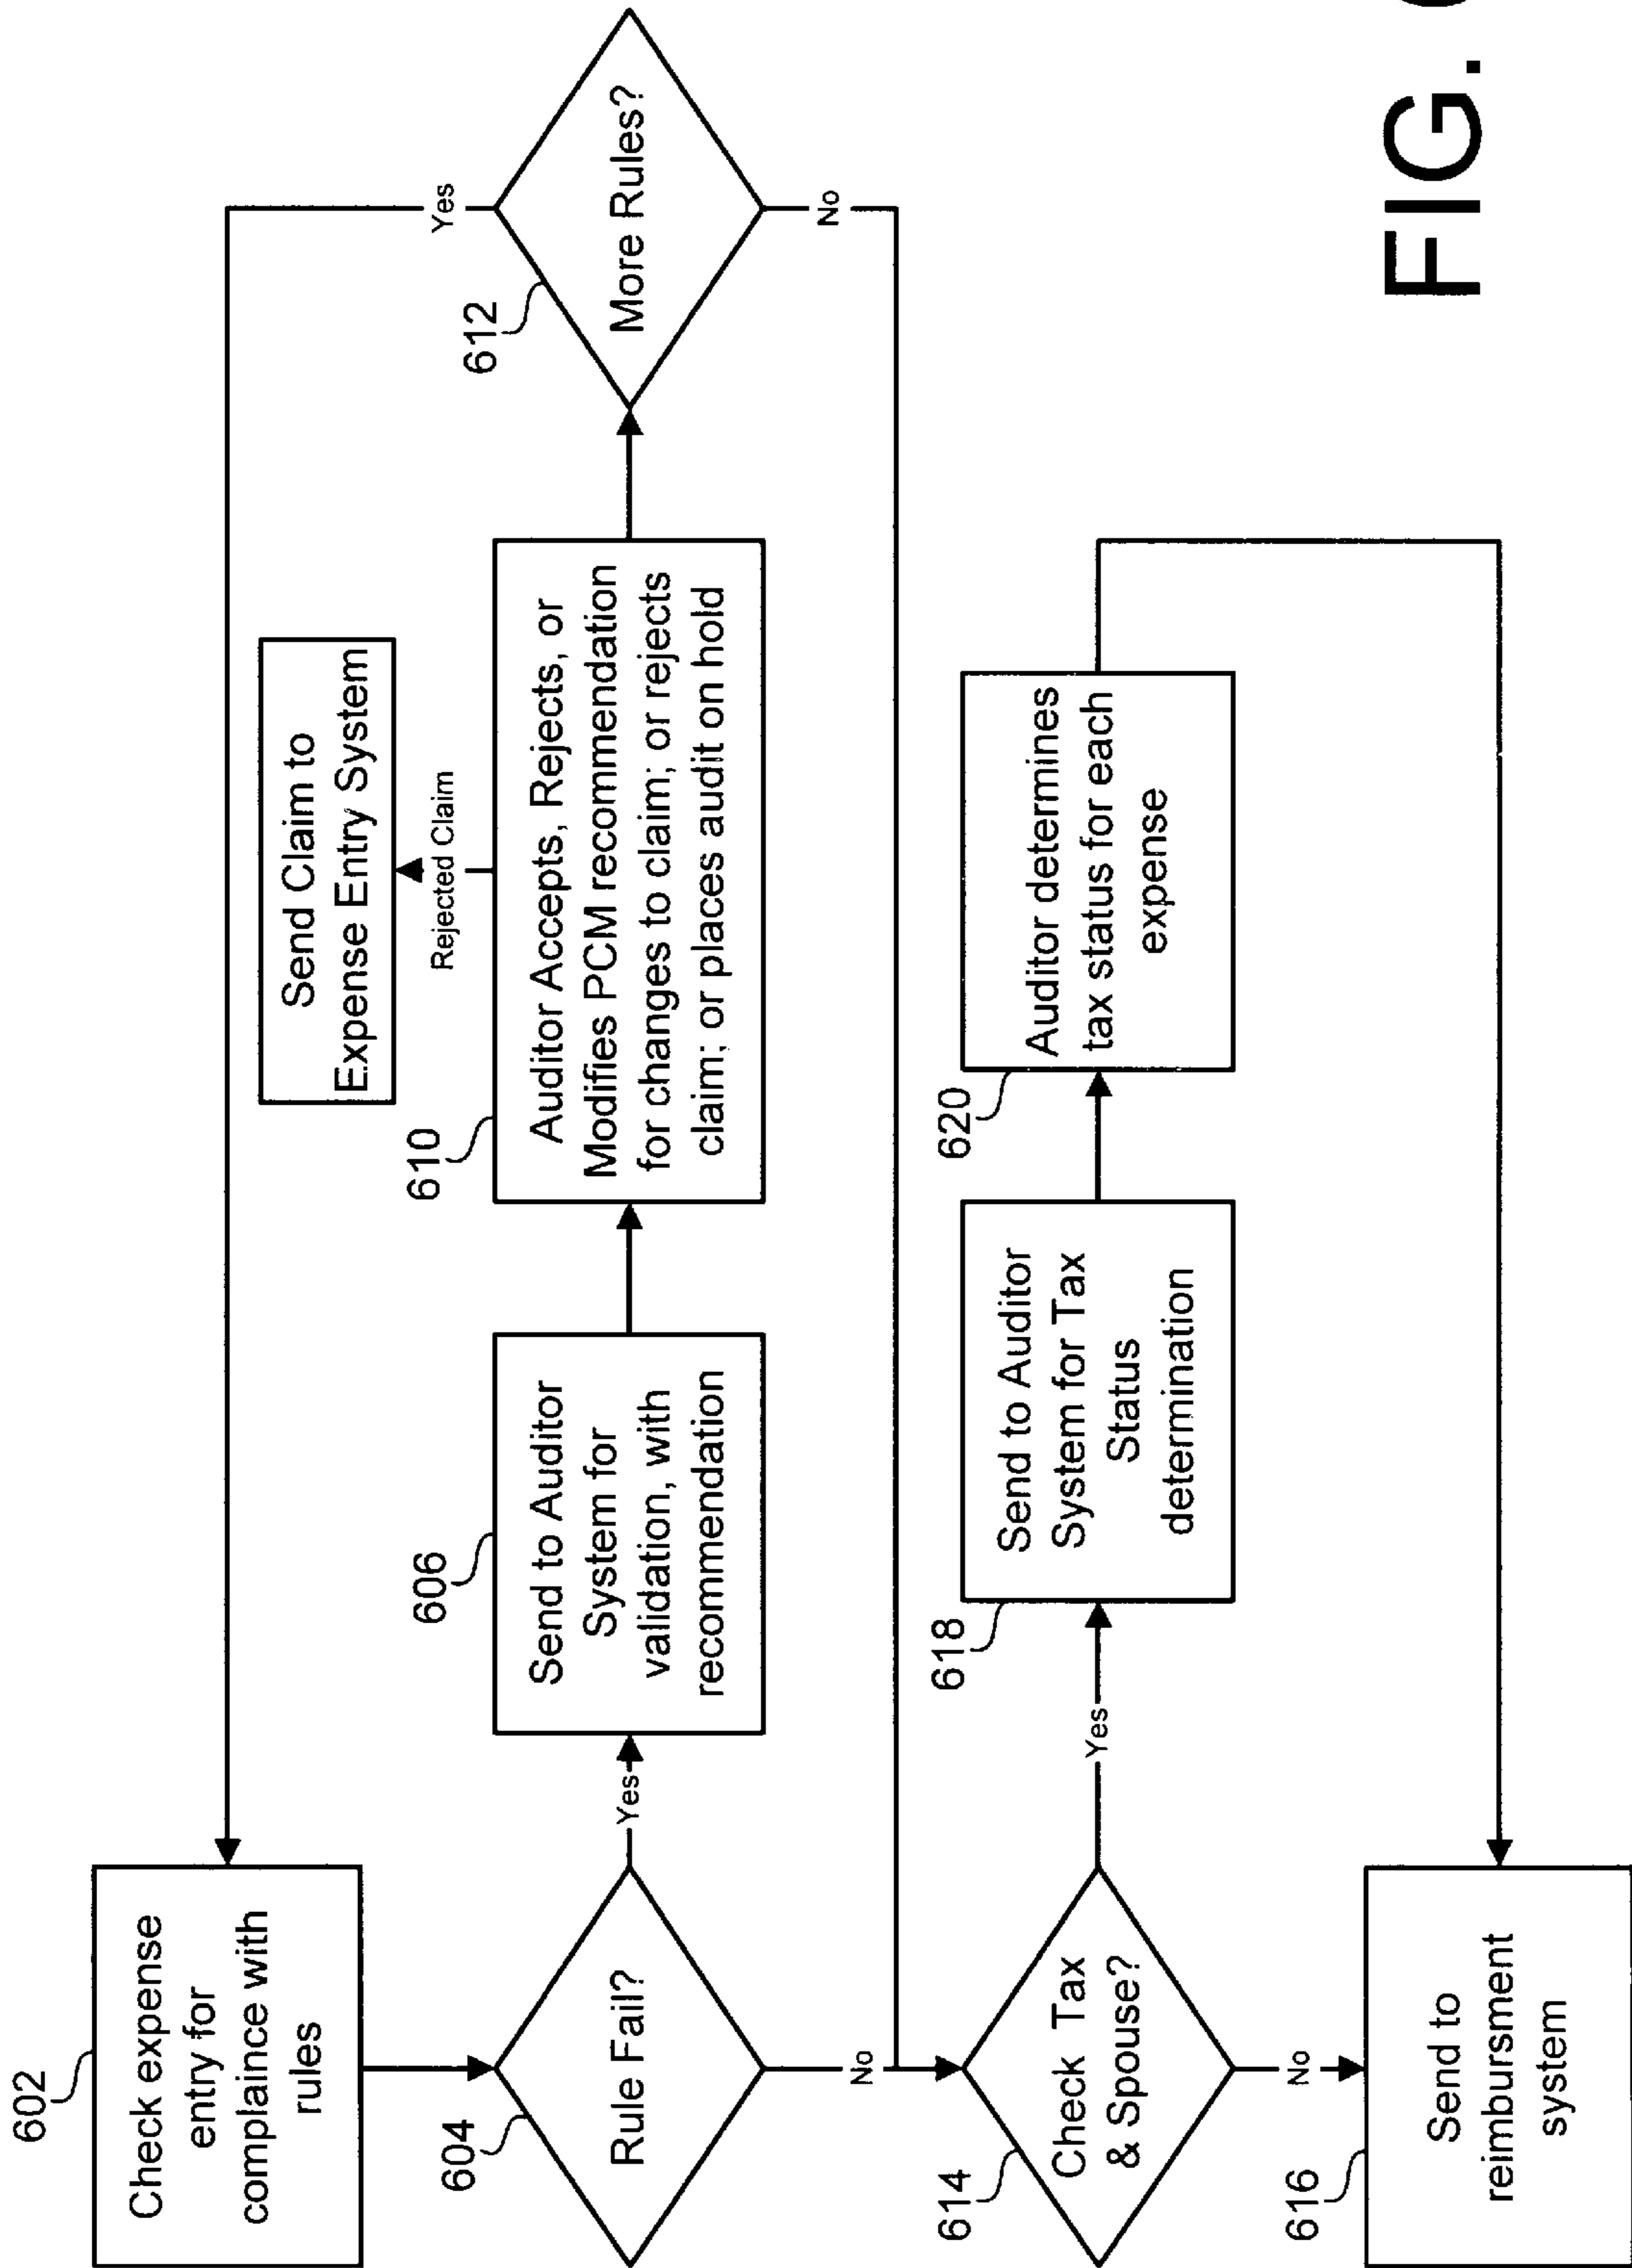 602
Check expense
entry for
complaince with
rules
604
Rule Fail?
Yes
No
606
Send to Auditor
System for
validation, with
recommendation
610
Auditor Accepts, Rejects, or
Modifies PCM recommendation
for changes to claim; or rejects
claim; or places audit on hold
Rejected Claim
Send Claim to
Expense Entry System
612
More Rules?
Yes
No
614
Check Tax
& Spouse?
Yes
No
618
Send to Auditor
System for Tax
Status
determination
620
Auditor determines
tax status for each
expense
616
Send to
reimbursment
system
FIG.